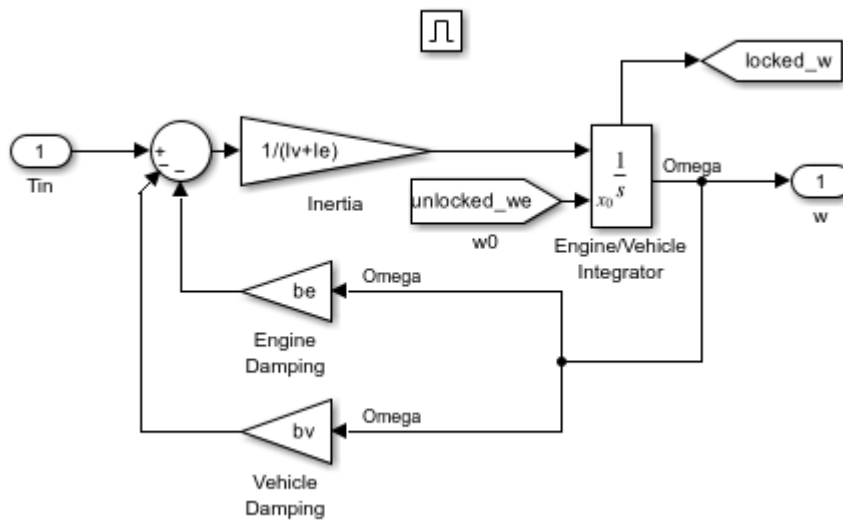 locked_w
1
Tin
+
−
−
1/(Iv+Ie)
Inertia
unlocked_we
w0
1
s
x0
Engine/Vehicle
Integrator
Omega
1
w
Omega
be
Engine
Damping
Omega
bv
Vehicle
Damping